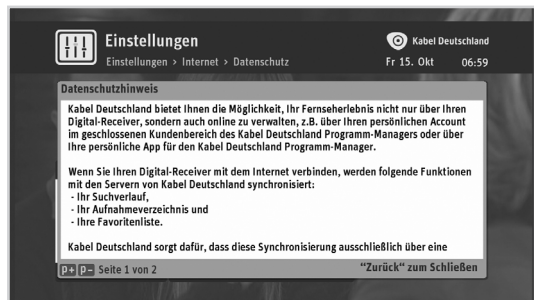 Einstellungen
Kabel Deutschland
Einstellungen > Internet > Datenschutz
Fr 15. Okt 06:59
Datenschutzhinweis
Kabel Deutschland bietet Ihnen die Möglichkeit, Ihr Fernseherlebnis nicht nur über Ihren
Digital-Receiver, sondern auch online zu verwalten, z.B. über Ihren persönlichen Account
im geschlossenen Kundenbereich des Kabel Deutschland Programm-Managers oder über
Ihre persönliche App für den Kabel Deutschland Programm-Manager.
Wenn Sie Ihren Digital-Receiver mit dem Internet verbinden, werden folgende Funktionen
mit den Servern von Kabel Deutschland synchronisiert:
- Ihr Suchverlauf,
- Ihr Aufnahmeverzeichnis und
- Ihre Favoritenliste.
Kabel Deutschland sorgt dafür, dass diese Synchronisierung ausschließlich über eine
p+ p- Seite 1 von 2
"Zurück" zum Schließen